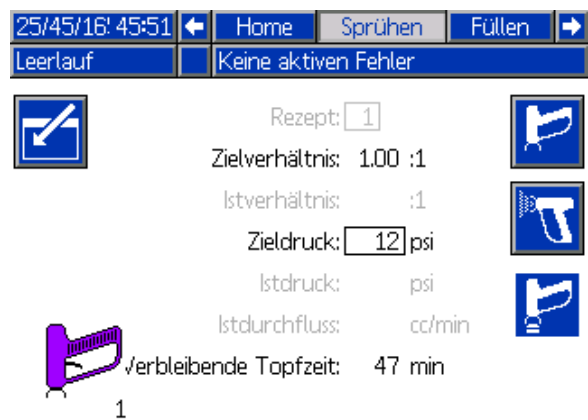 25/45/16' 45:51 Home Sprühen Füllen
Leerlauf Keine aktiven Fehler
Rezept: 1
Zielverhältnis: 1.00 :1
Istverhältnis: :1
Zieldruck: 12 psi
Istdruck: psi
Istdurchfluss: cc/min
Verbleibende Topfzeit: 47 min
1